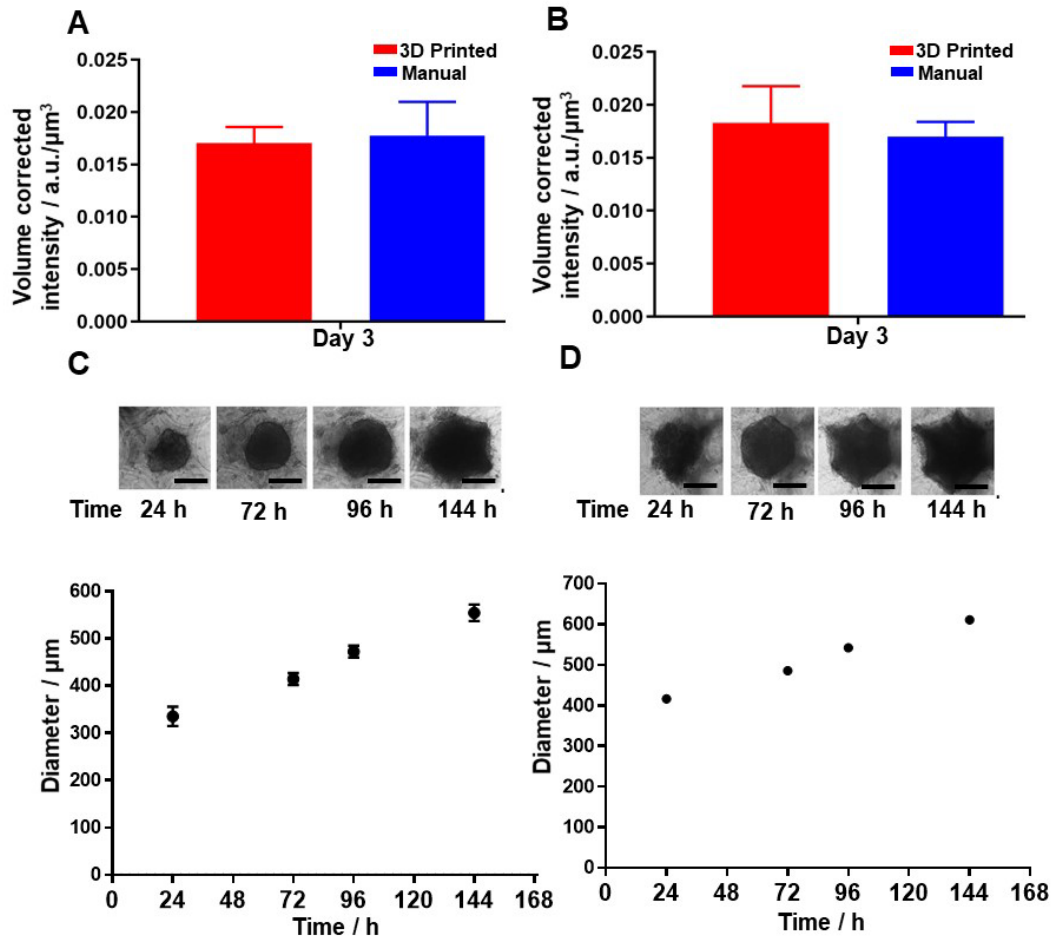 A
3D Printed
Manual
Volume corrected
intensity / a.u./µm³
0.025
0.020
0.015
0.010
0.005
0.000
Day 3
B
3D Printed
Manual
Volume corrected
intensity / a.u./µm³
0.025
0.020
0.015
0.010
0.005
0.000
Day 3
C
Time 24 h 72 h 96 h 144 h
Diameter / µm
600
500
400
300
200
100
0
0 24 48 72 96 120 144 168
Time / h
D
Time 24 h 72 h 96 h 144 h
Diameter / µm
700
600
500
400
300
200
100
0
0 24 48 72 96 120 144 168
Time / h